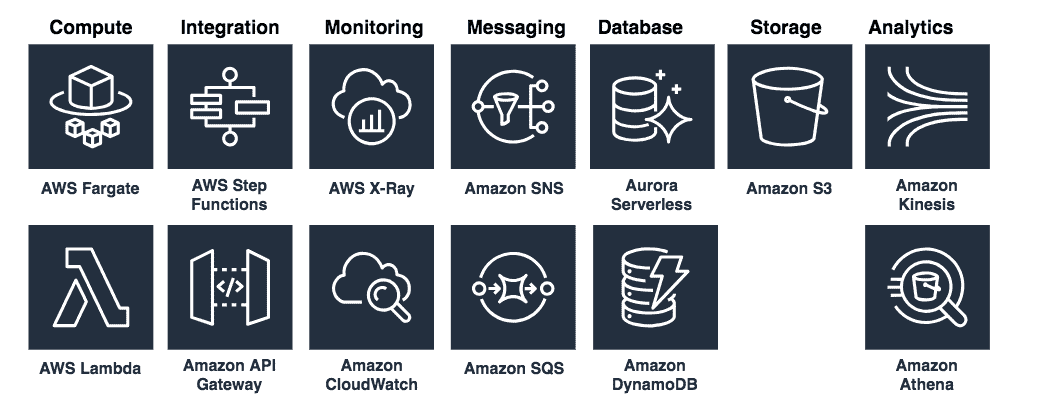 Compute Integration Monitoring Messaging Database Storage Analytics
AWS Fargate AWS Step AWS X-Ray Amazon SNS Aurora Amazon S3 Amazon
Functions Serverless Kinesis
</>
AWS Lambda Amazon API Amazon Amazon SQS Amazon Amazon
Gateway CloudWatch DynamoDB Athena